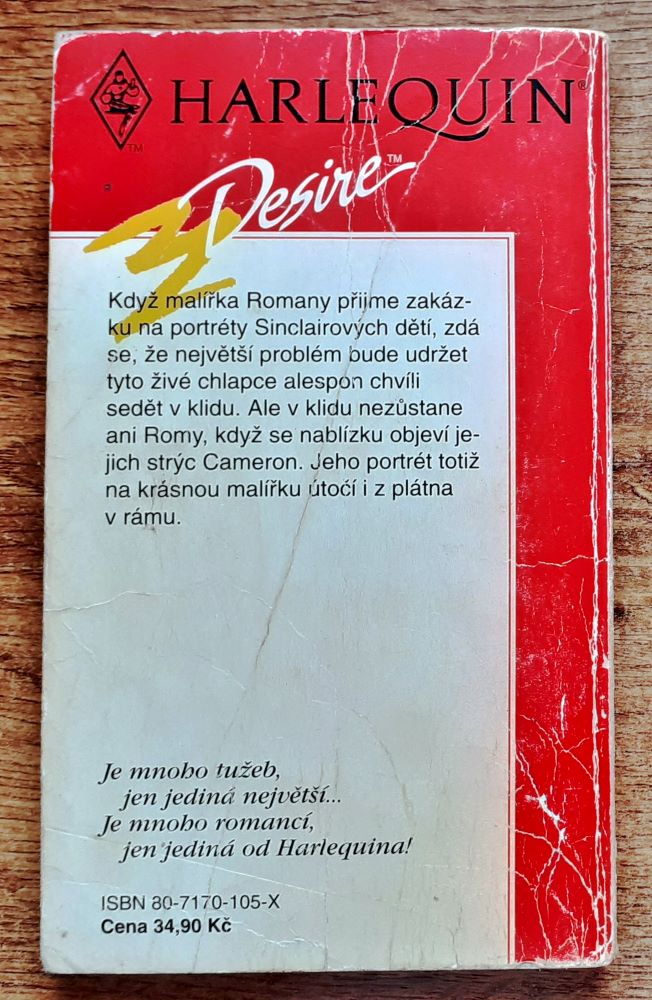 HARLEQUIN®
TM
Desire™
Když malířka Romany přijme zakáz-
ku na portréty Sinclairových dětí, zdá
se, že největší problém bude udržet
tyto živé chlapce alespoň chvíli
sedět v klidu. Ale v klidu nezůstane
ani Romy, když se nablízku objeví je-
jich strýc Cameron. Jeho portrét totiž
na krásnou malířku útočí i z plátna
v rámu.
Je mnoho tužeb,
jen jediná největší...
Je mnoho romancí,
jen jediná od Harlequina!
ISBN 80-7170-105-X
Cena 34,90 Kč